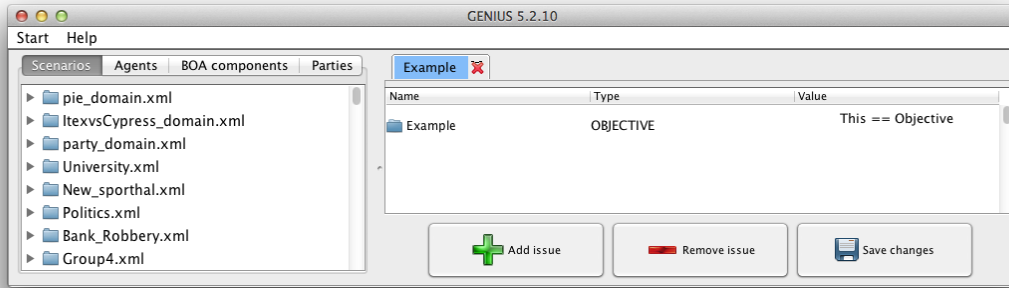 GENIUS 5.2.10
Start Help
Scenarios Agents BOA components Parties
pie_domain.xml
ItexvsCypress_domain.xml
party_domain.xml
University.xml
New_sporthal.xml
Politics.xml
Bank_Robbery.xml
Group4.xml
Example
Name Type Value
Example OBJECTIVE This == Objective
Add issue Remove issue Save changes